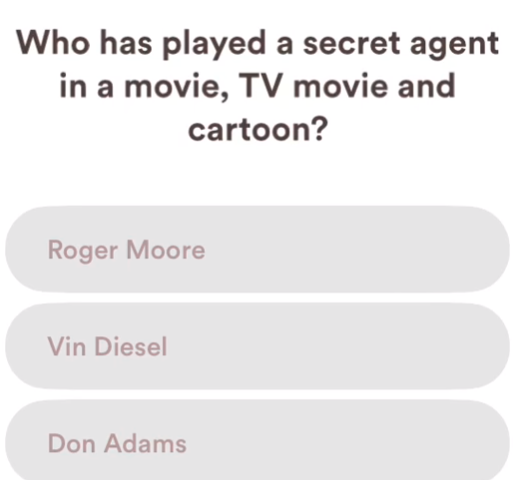 Who has played a secret agent
in a movie, TV movie and
cartoon?
Roger Moore
Vin Diesel
Don Adams